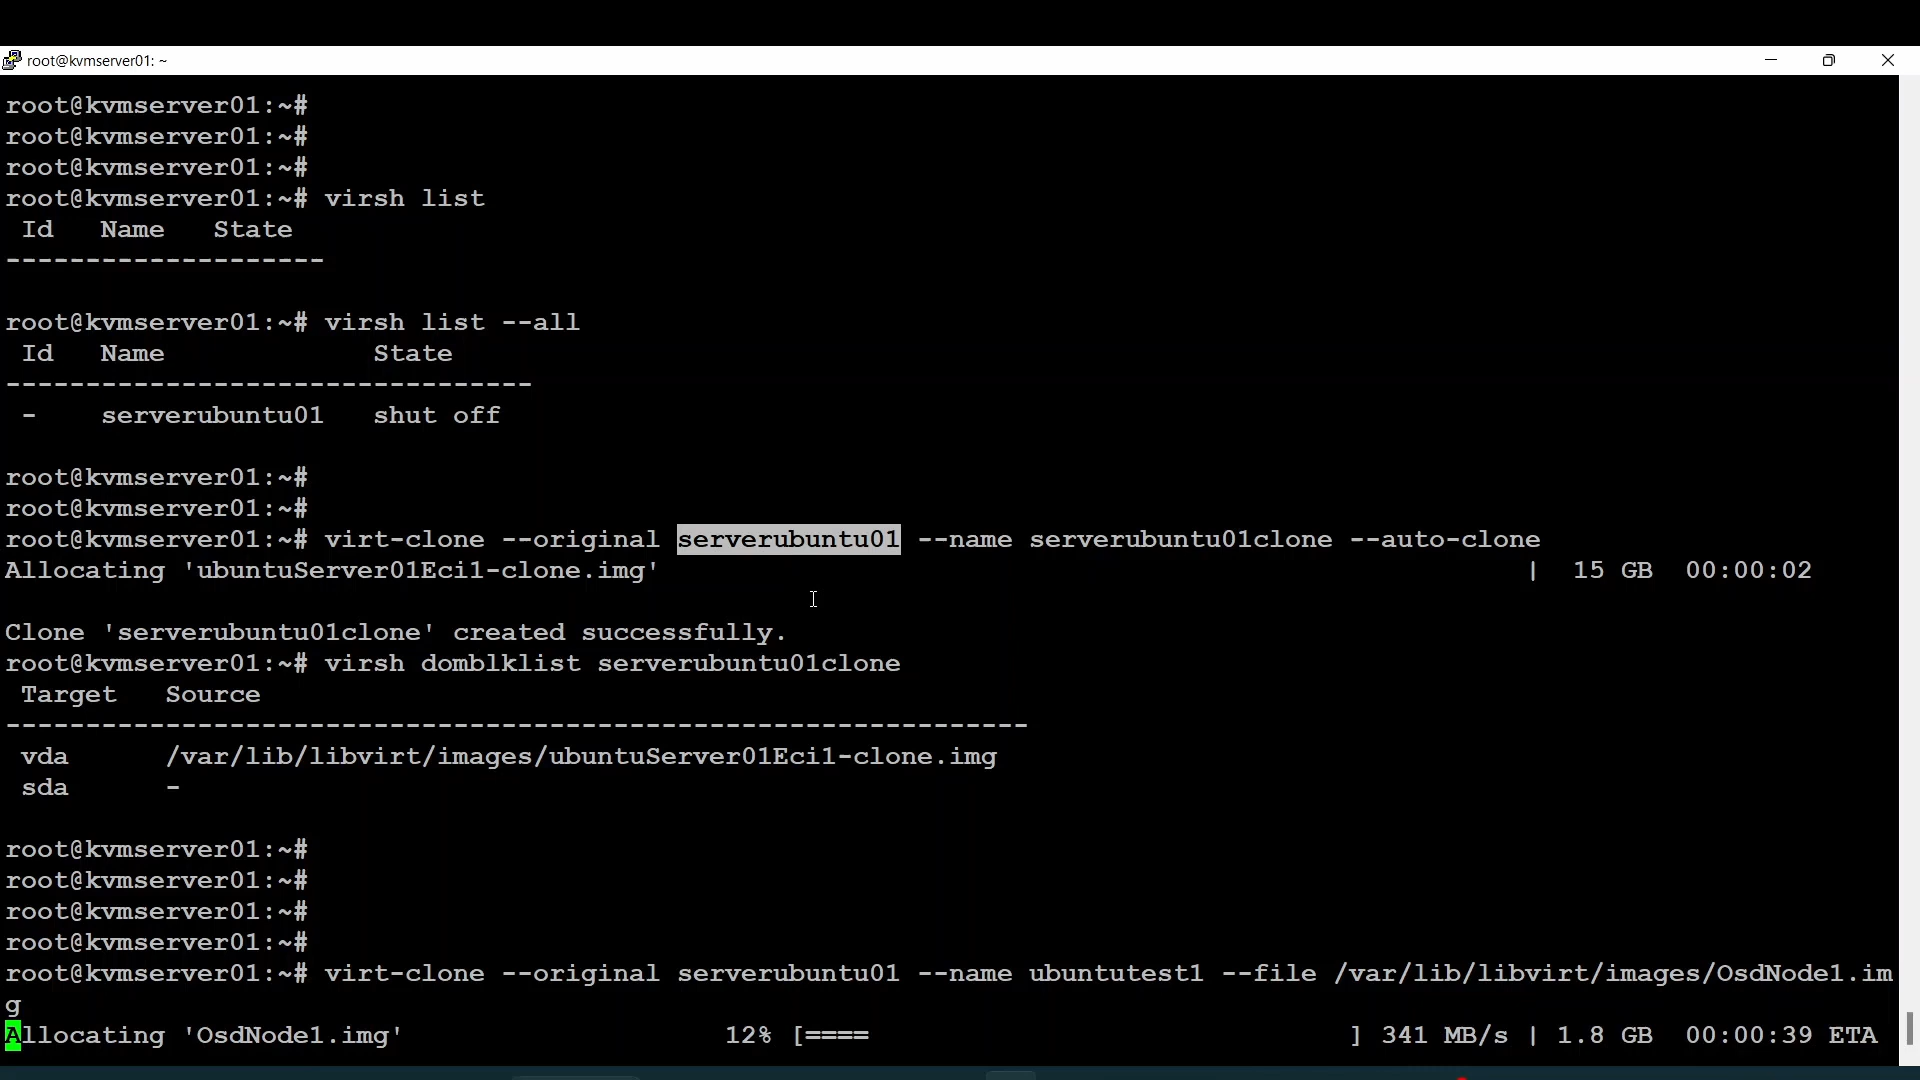 root@kvmserver01: ~
root@kvmserver01:~#
root@kvmserver01:~#
root@kvmserver01:~#
root@kvmserver01:~# virsh list
 Id   Name   State
--------------------

root@kvmserver01:~# virsh list --all
 Id   Name             State
---------------------------------
 -    serverubuntu01   shut off

root@kvmserver01:~#
root@kvmserver01:~#
root@kvmserver01:~# virt-clone --original serverubuntu01 --name serverubuntu01clone --auto-clone
Allocating 'ubuntuServer01Eci1-clone.img' | 15 GB 00:00:02

Clone 'serverubuntu01clone' created successfully.
root@kvmserver01:~# virsh domblklist serverubuntu01clone
 Target   Source
----------------------------------------------------------------
 vda      /var/lib/libvirt/images/ubuntuServer01Eci1-clone.img
 sda      -

root@kvmserver01:~#
root@kvmserver01:~#
root@kvmserver01:~#
root@kvmserver01:~#
root@kvmserver01:~# virt-clone --original serverubuntu01 --name ubuntutest1 --file /var/lib/libvirt/images/OsdNode1.im
g
Allocating 'OsdNode1.img' 12% [==== ] 341 MB/s | 1.8 GB 00:00:39 ETA